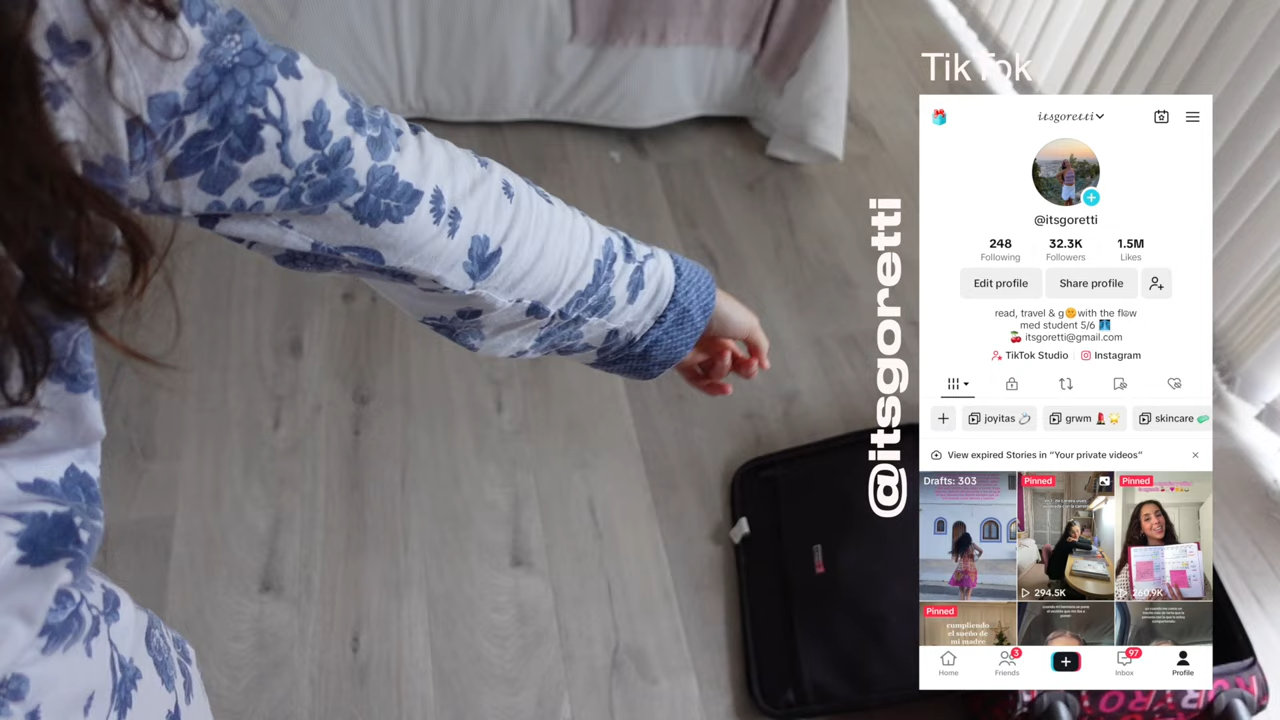 TikTok
@itsgoretti
itsgoretti
@itsgoretti
248
Following
32.3K
Followers
1.5M
Likes
Edit profile
Share profile
read, travel & g with the flow
med student 5/6
itsgoretti@gmail.com
TikTok Studio
Instagram
joyitas
grwm
skincare
View expired Stories in “Your private videos”
Drafts: 303
Pinned
294.5K
Pinned
260.9K
Pinned
cumpliendo
el sueño de
mi madre
Home
3
Friends
97
Inbox
Profile